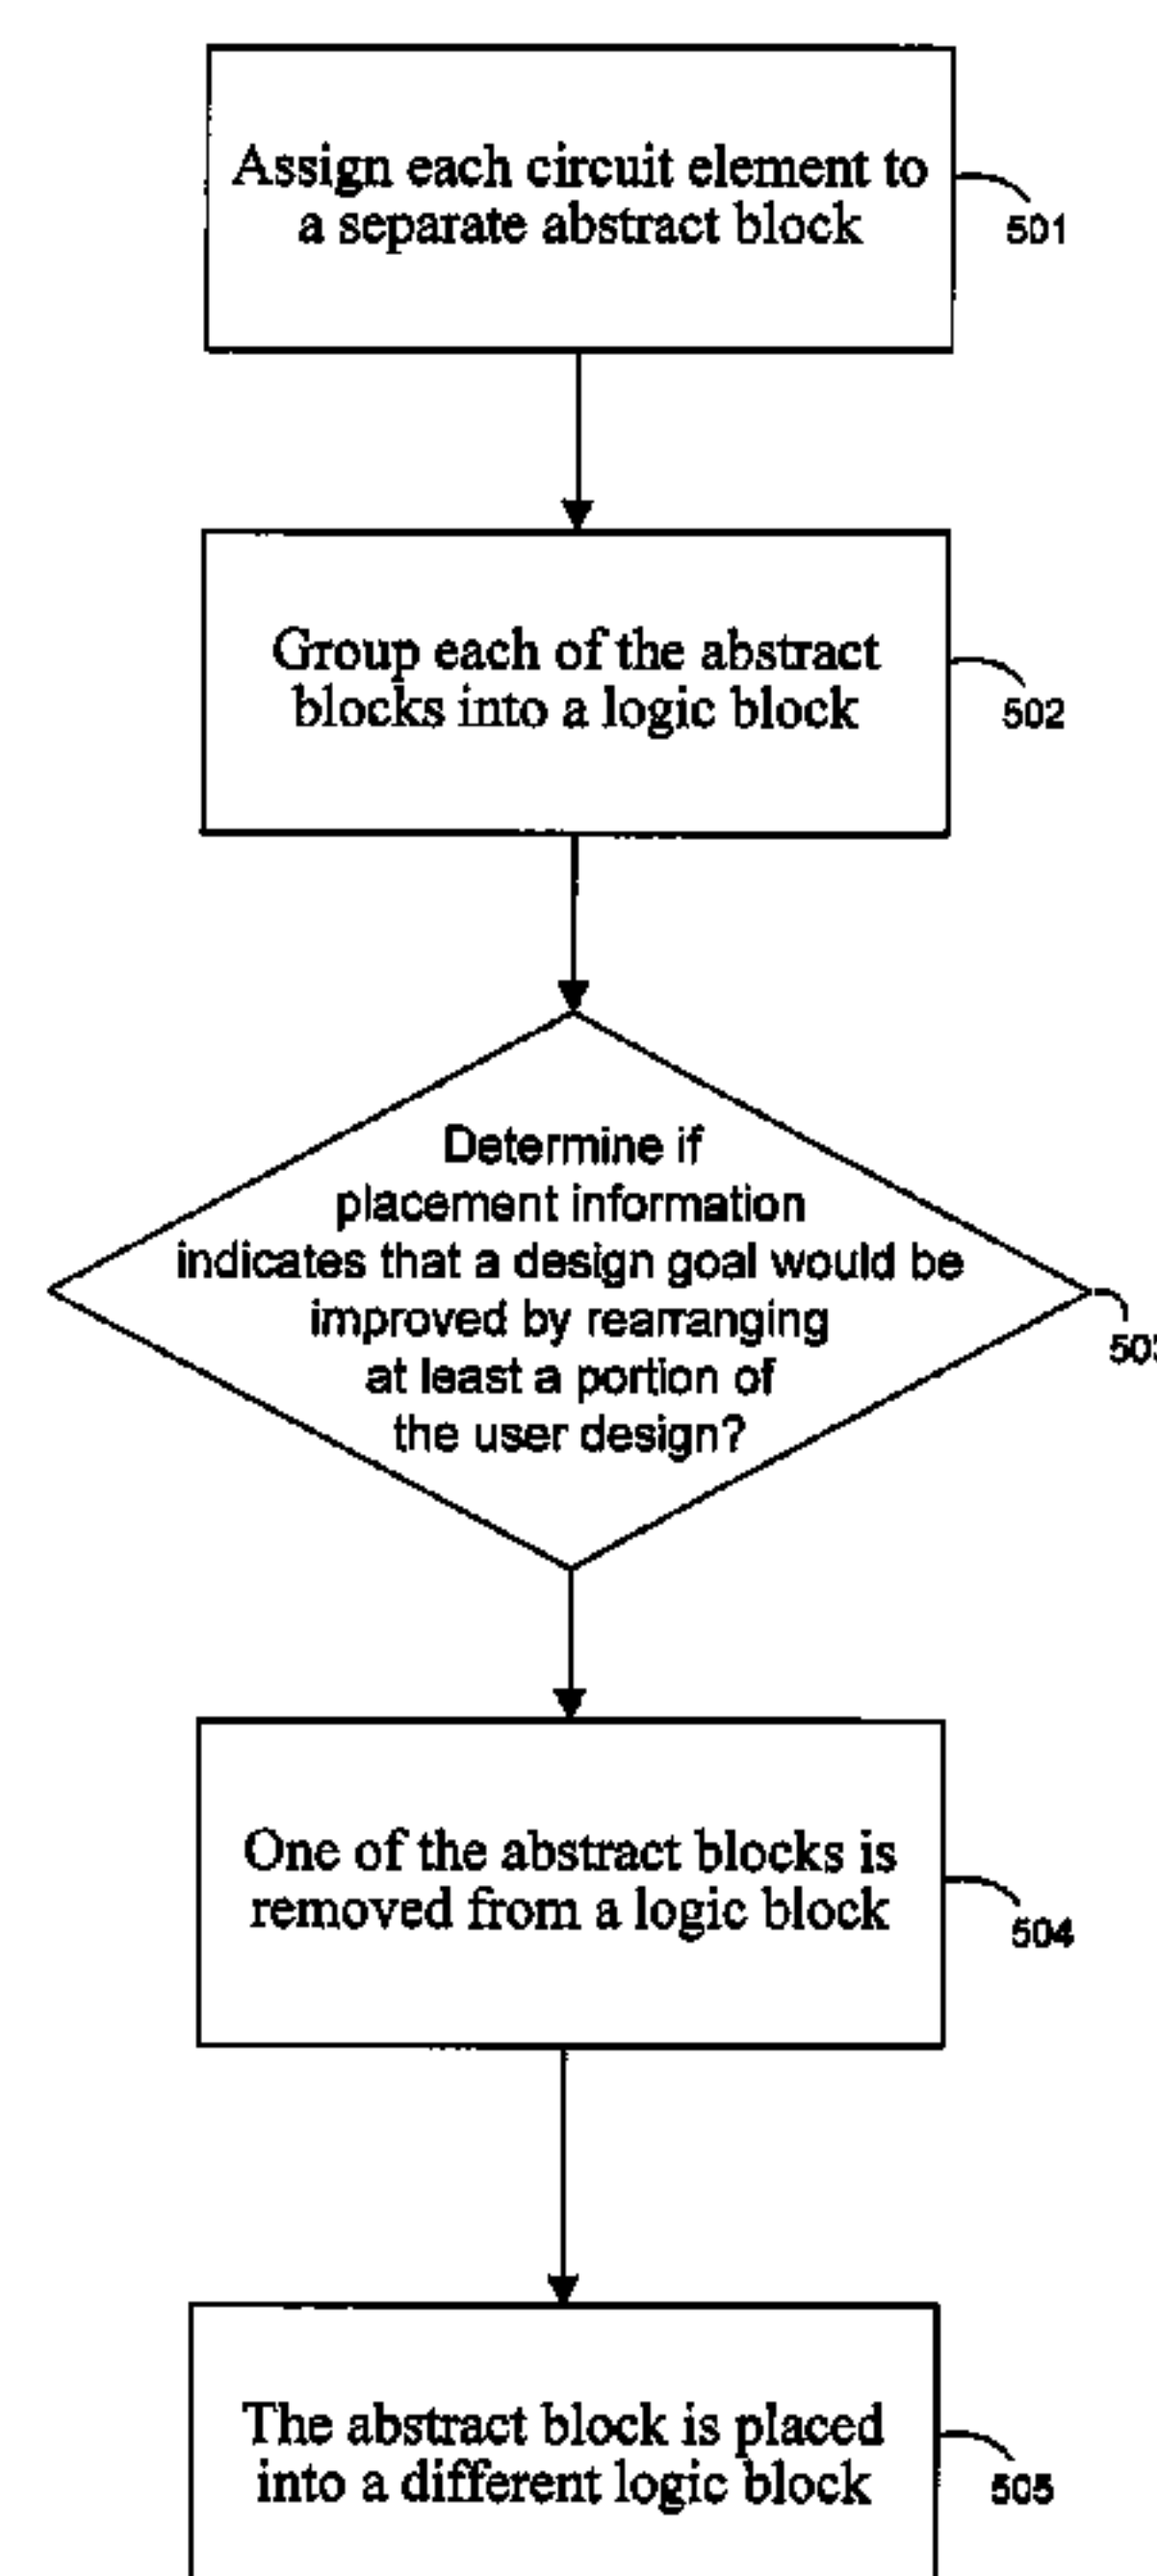 Assign each circuit element to
a separate abstract block
501
Group each of the abstract
blocks into a logic block
502
Determine if
placement information
indicates that a design goal would be
improved by rearranging
at least a portion of
the user design?
503
One of the abstract blocks is
removed from a logic block
504
The abstract block is placed
into a different logic block
505